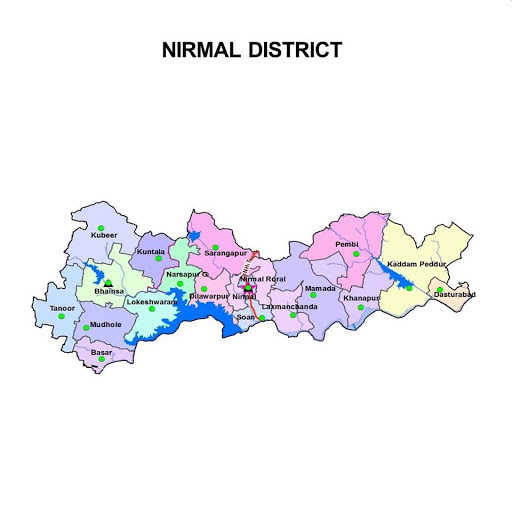 NIRMAL DISTRICT
Kubeer
Kuntala
Sarangapur
Pembi
Kaddam Peddur
Bhainsa
Narsapur G
Nirmal Rural
Dilawarpur
Nirmal
Mamada
Dasturabad
Tanoor
Lokeshwaram
Laxmanchanda
Khanapur
Mudhole
Soan
Basar